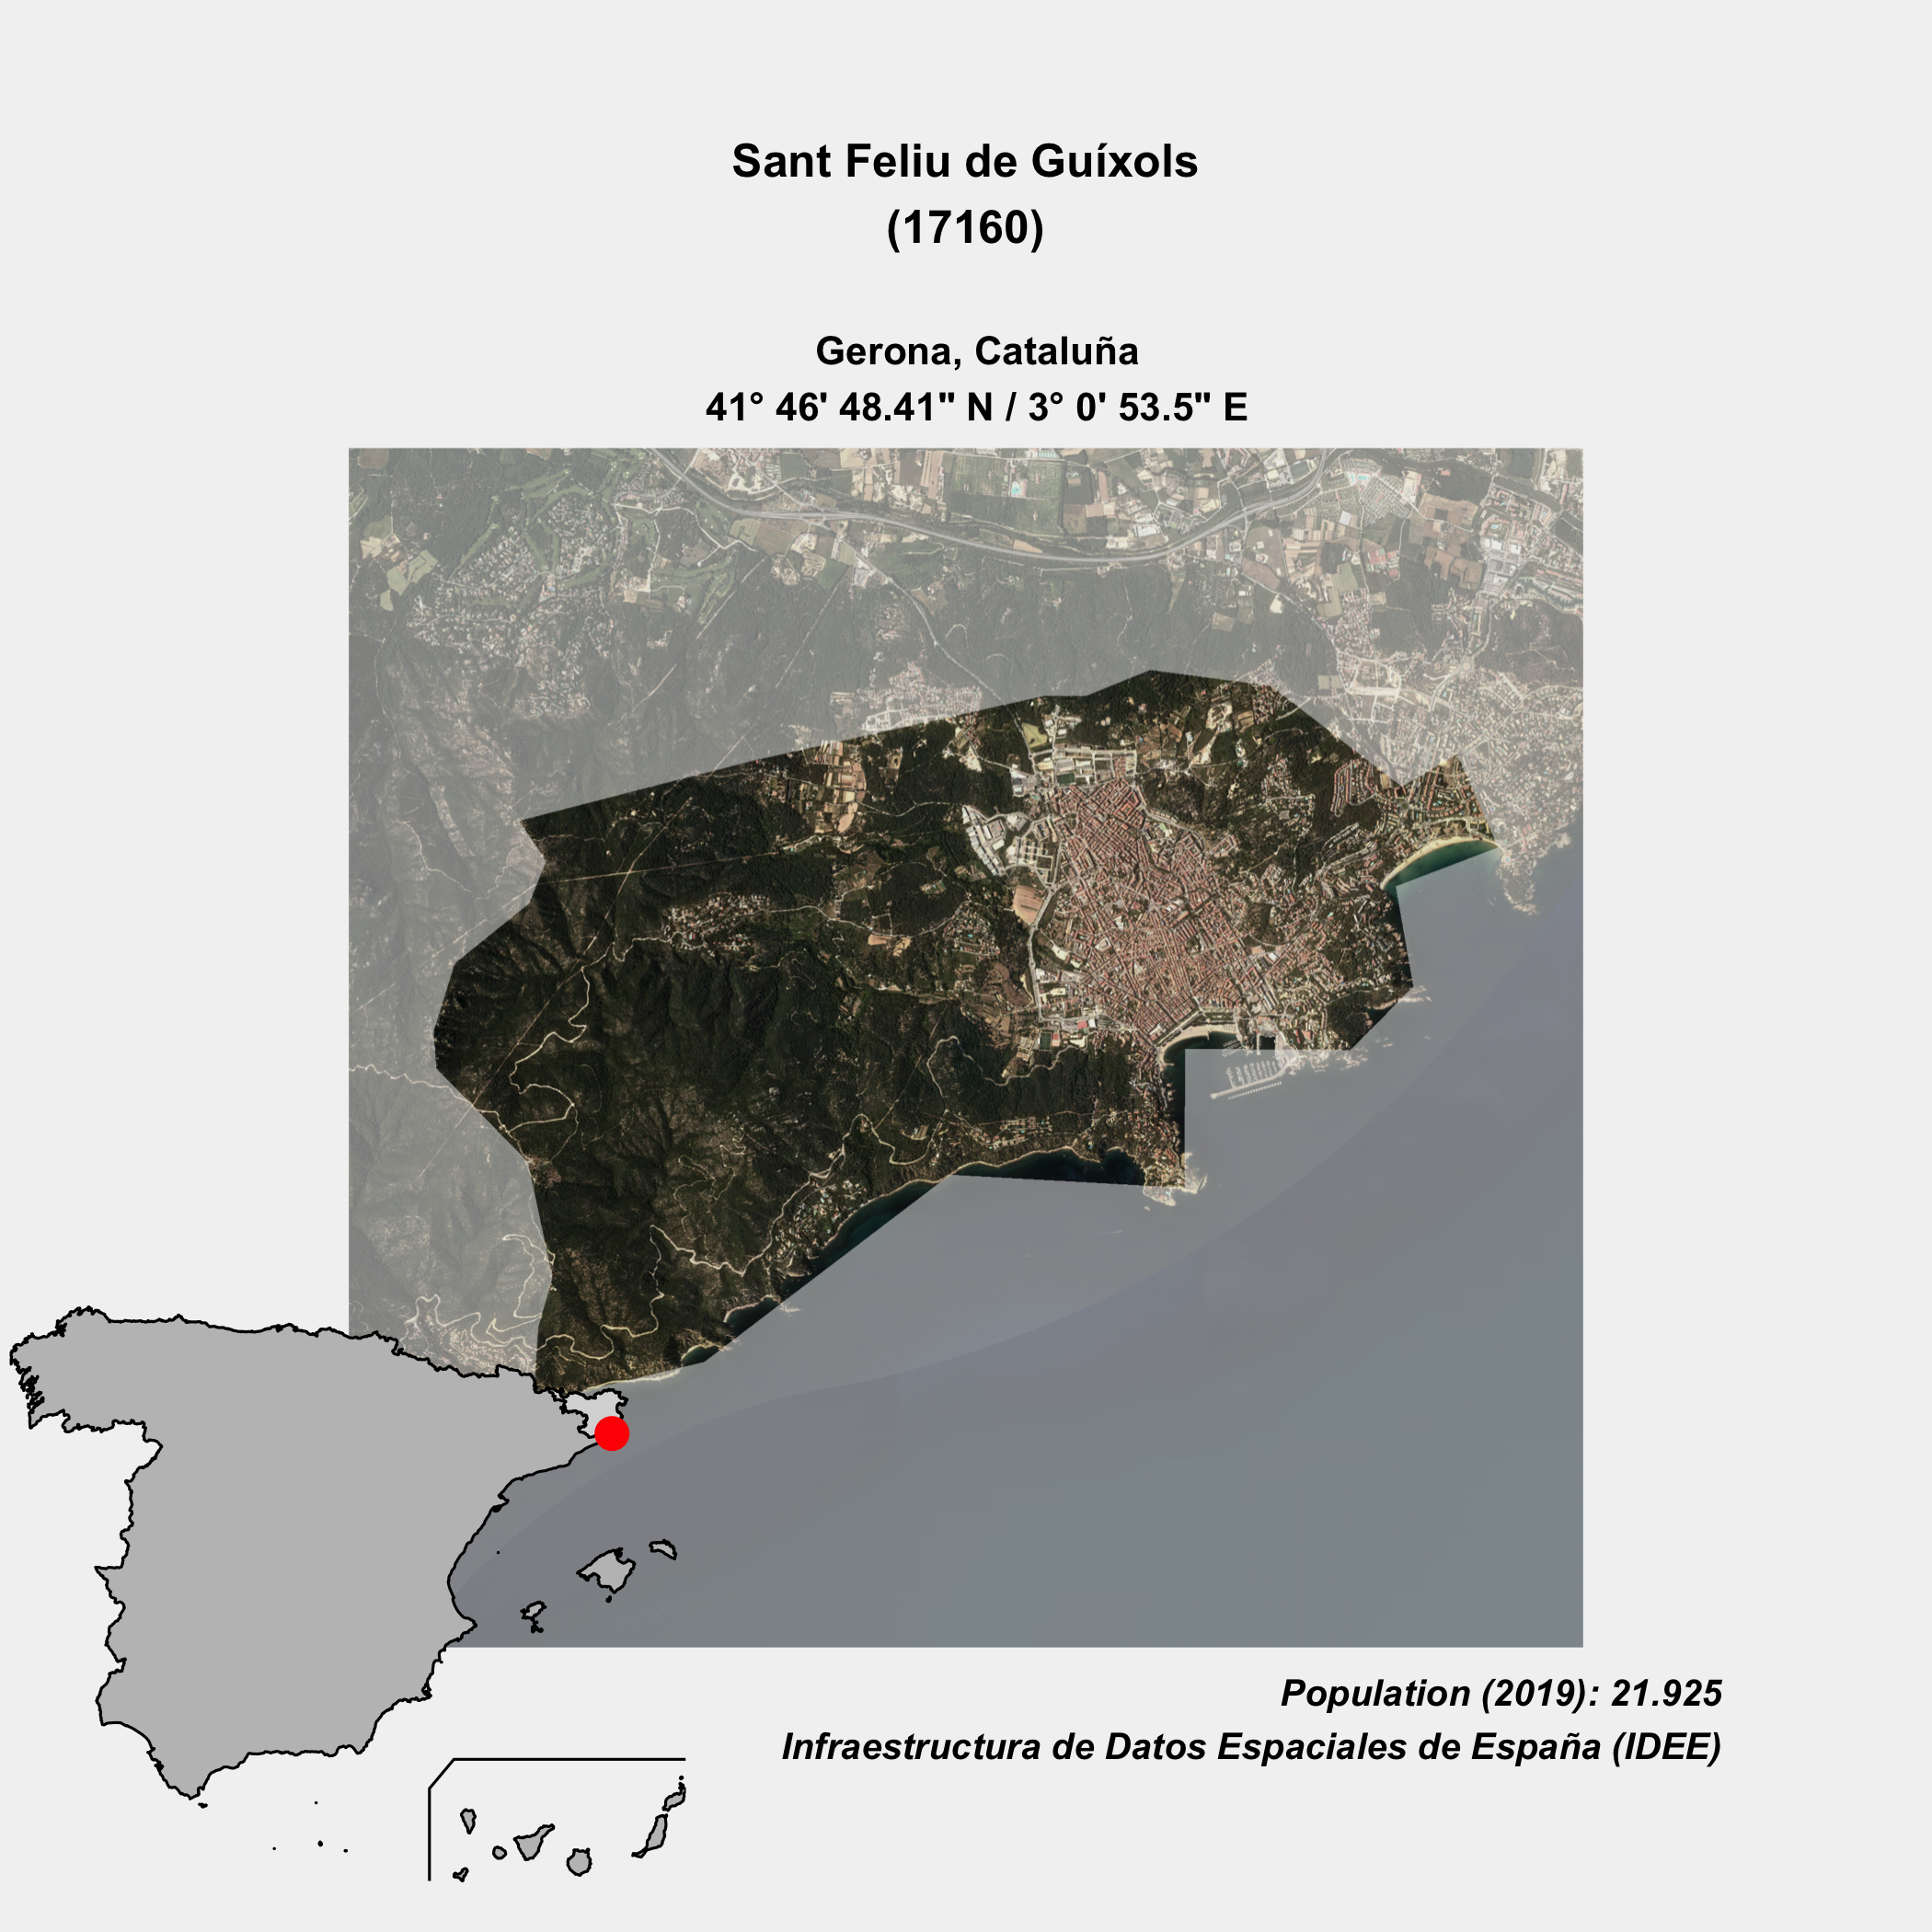 Sant Feliu de Guíxols
(17160)
Gerona, Cataluña
41° 46' 48.41" N / 3° 0' 53.5" E
Population (2019): 21.925
Infraestructura de Datos Espaciales de España (IDEE)